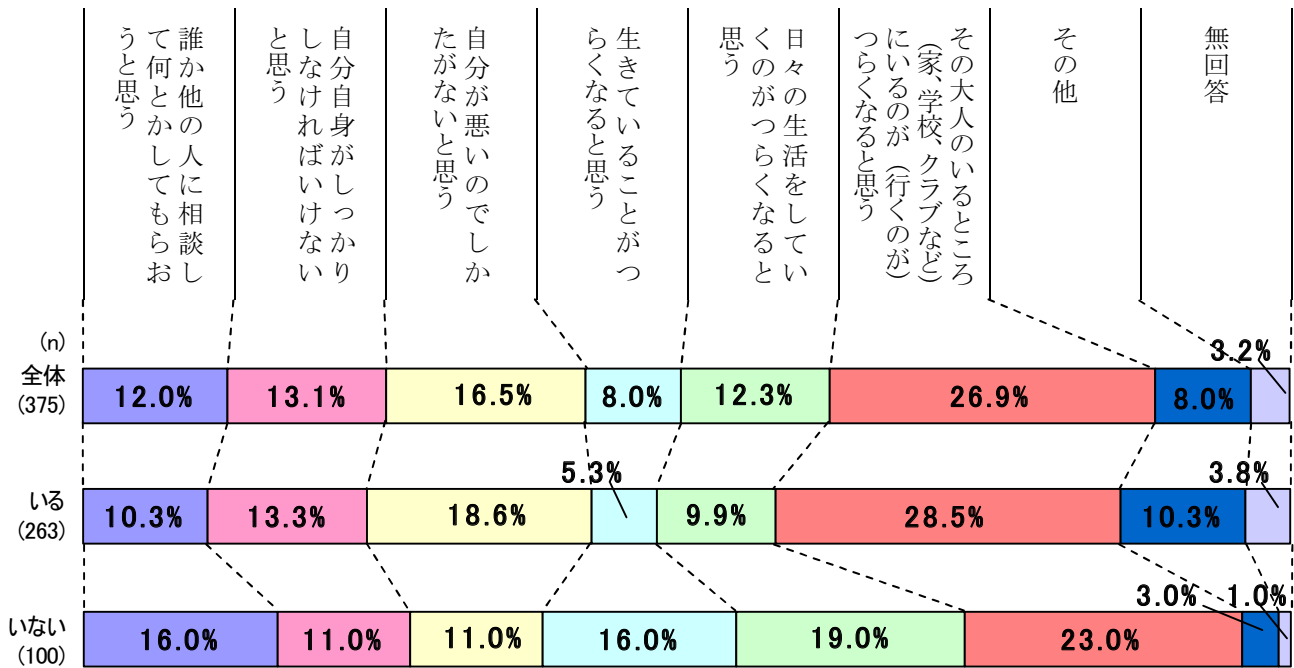 誰か他の人に相談し
て何とかしてもらお
うと思う
自分自身がしっかり
しなければいけない
と思う
自分が悪いのでしか
たがないと思う
生きていることがつ
らくなると思う
日々の生活をしてい
くのがつらくなると
思う
その大人のいるところ
（家、学校、クラブなど）
にいるのが（行くのが）
つらくなると思う
その他
無回答
(n)
全体
(375)
12.0%
13.1%
16.5%
8.0%
12.3%
26.9%
8.0%
3.2%
いる
(263)
10.3%
13.3%
18.6%
5.3%
9.9%
28.5%
10.3%
3.8%
いない
(100)
16.0%
11.0%
11.0%
16.0%
19.0%
23.0%
3.0%
1.0%